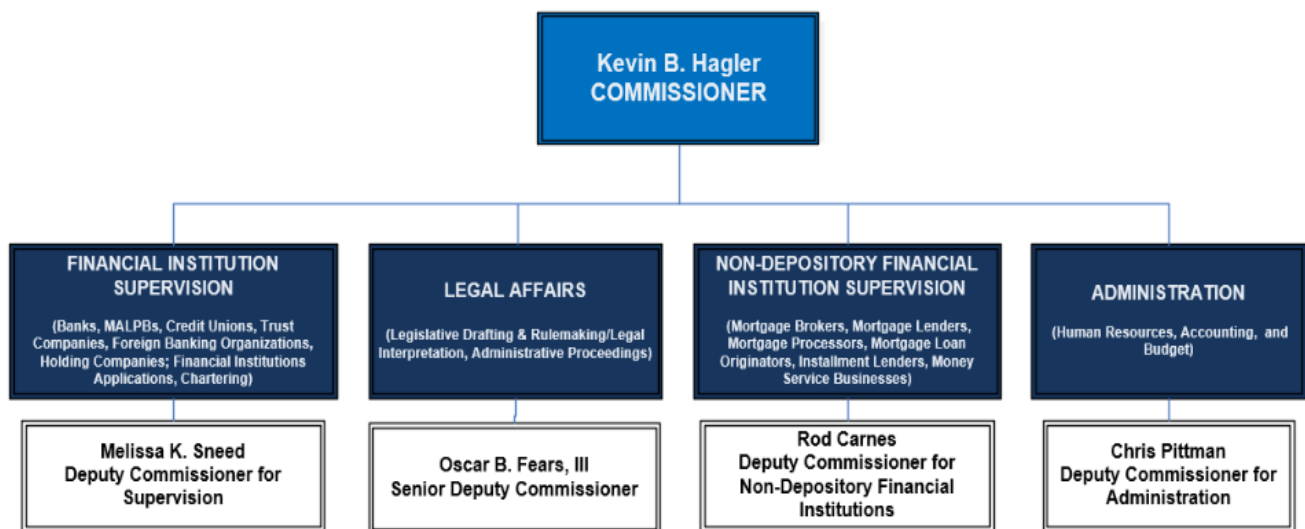 Kevin B. Hagler
COMMISSIONER
FINANCIAL INSTITUTION
SUPERVISION
(Banks, MALPBs, Credit Unions, Trust
Companies, Foreign Banking Organizations,
Holding Companies; Financial Institutions
Applications, Chartering)
Melissa K. Sneed
Deputy Commissioner for
Supervision
LEGAL AFFAIRS
(Legislative Drafting & Rulemaking/Legal
Interpretation, Administrative Proceedings)
Oscar B. Fears, III
Senior Deputy Commissioner
NON-DEPOSITORY FINANCIAL
INSTITUTION SUPERVISION
(Mortgage Brokers, Mortgage Lenders,
Mortgage Processors, Mortgage Loan
Originators, Installment Lenders, Money
Service Businesses)
Rod Carnes
Deputy Commissioner for
Non-Depository Financial
Institutions
ADMINISTRATION
(Human Resources, Accounting, and
Budget)
Chris Pittman
Deputy Commissioner for
Administration